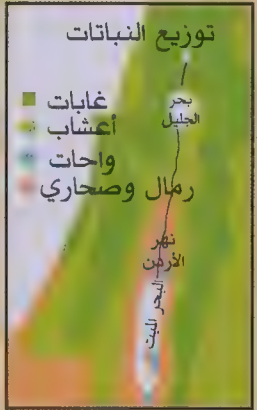 توزيع النباتات
بحر
الجليل
غابات
أعشاب
واحات
رمال وصحاري
نهر
الأردن
البحر الميت